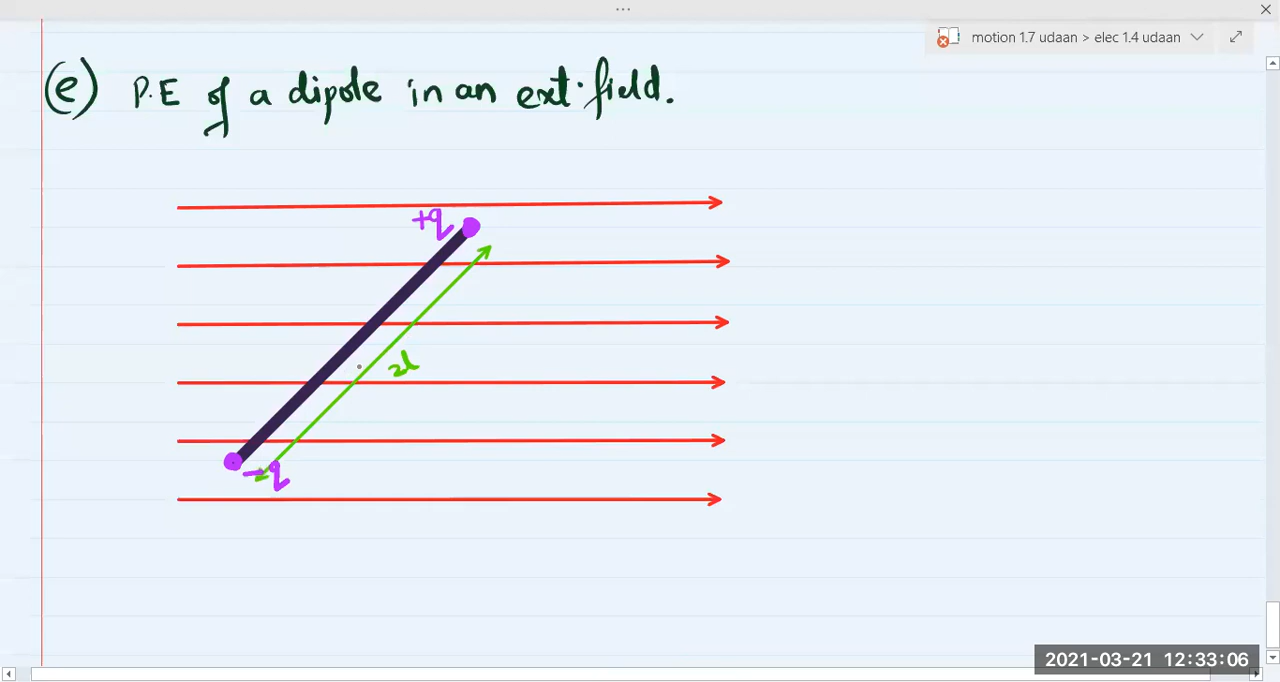 ...
motion 1.7 udaan > elec 1.4 udaan
(e) P.E of a dipole in an ext. field.
+q
2l
-q
2021-03-21 12:33:06